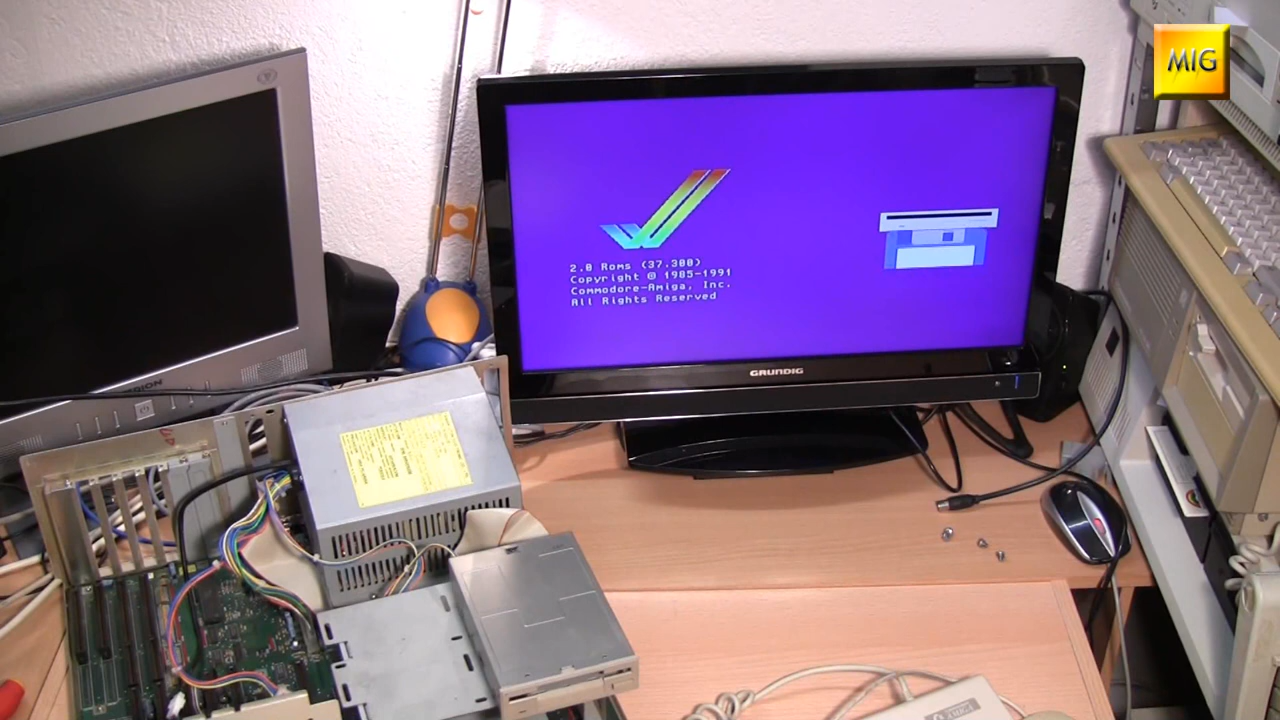 MIG
2.0 Roms (37.300)
Copyright © 1985-1991
Commodore-Amiga, Inc.
All Rights Reserved
GRUNDIG